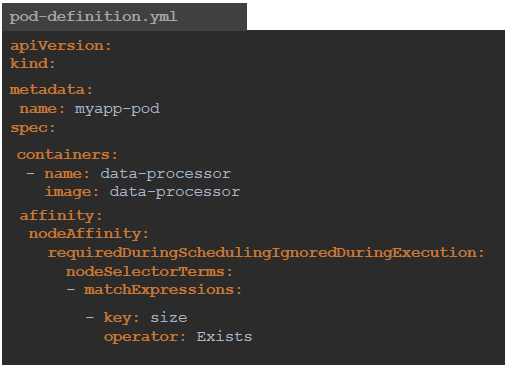 pod-definition.yml
apiVersion:
kind:
metadata:
name: myapp-pod
spec:
containers:
- name: data-processor
image: data-processor
affinity:
nodeAffinity:
requiredDuringSchedulingIgnoredDuringExecution:
nodeSelectorTerms:
- matchExpressions:
- key: size
operator: Exists